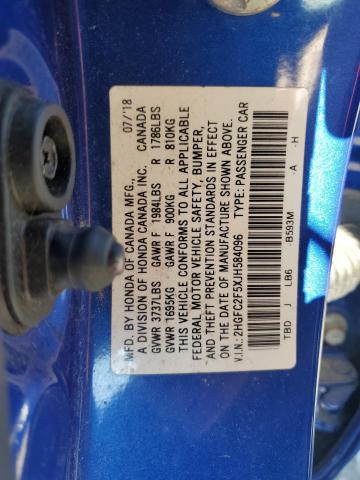 MFD. BY HONDA OF CANADA MFG., 07/'18
A DIVISION OF HONDA CANADA INC. CANADA
GVWR 3737LBS GAWR F 1984LBS R 1786LBS
GVWR 1695KG GAWR F 900KG R 810KG
THIS VEHICLE CONFORMS TO ALL APPLICABLE
FEDERAL MOTOR VEHICLE SAFETY, BUMPER,
AND THEFT PREVENTION STANDARDS IN EFFECT
ON THE DATE OF MANUFACTURE SHOWN ABOVE.
V.I.N.: 2HGFC2F5XJH584096 TYPE: PASSENGER CAR
TBD J LB6 B593M A H